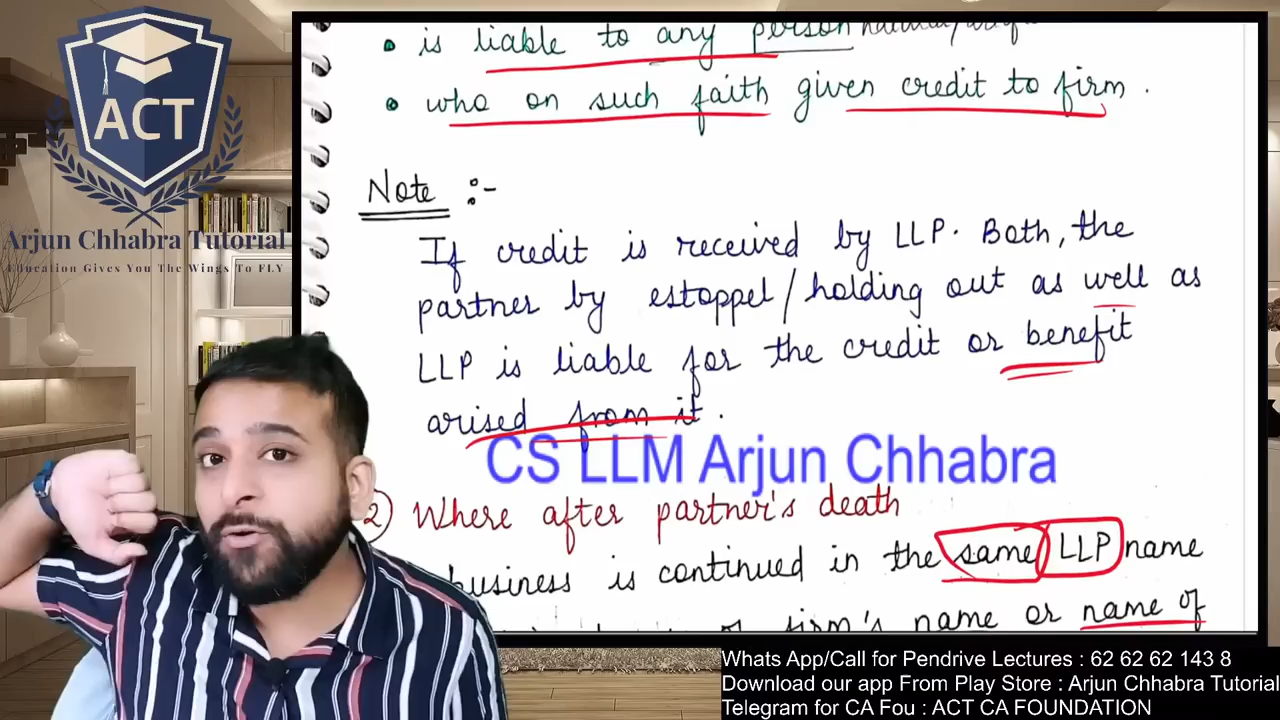 • is liable to any person
• who on such faith given credit to firm.
Note :-
If credit is received by LLP. Both, the
partner by estoppel/holding out as well as
LLP is liable for the credit or benefit
arised from it.
CS LLM Arjun Chhabra
2) Where after partner's death
business is continued in the same LLP name
firm's name or name of
ACT
Arjun Chhabra Tutorial
Education Gives You The Wings To FLY
Whats App/Call for Pendrive Lectures : 62 62 62 143 8
Download our app From Play Store : Arjun Chhabra Tutorial
Telegram for CA Fou : ACT CA FOUNDATION